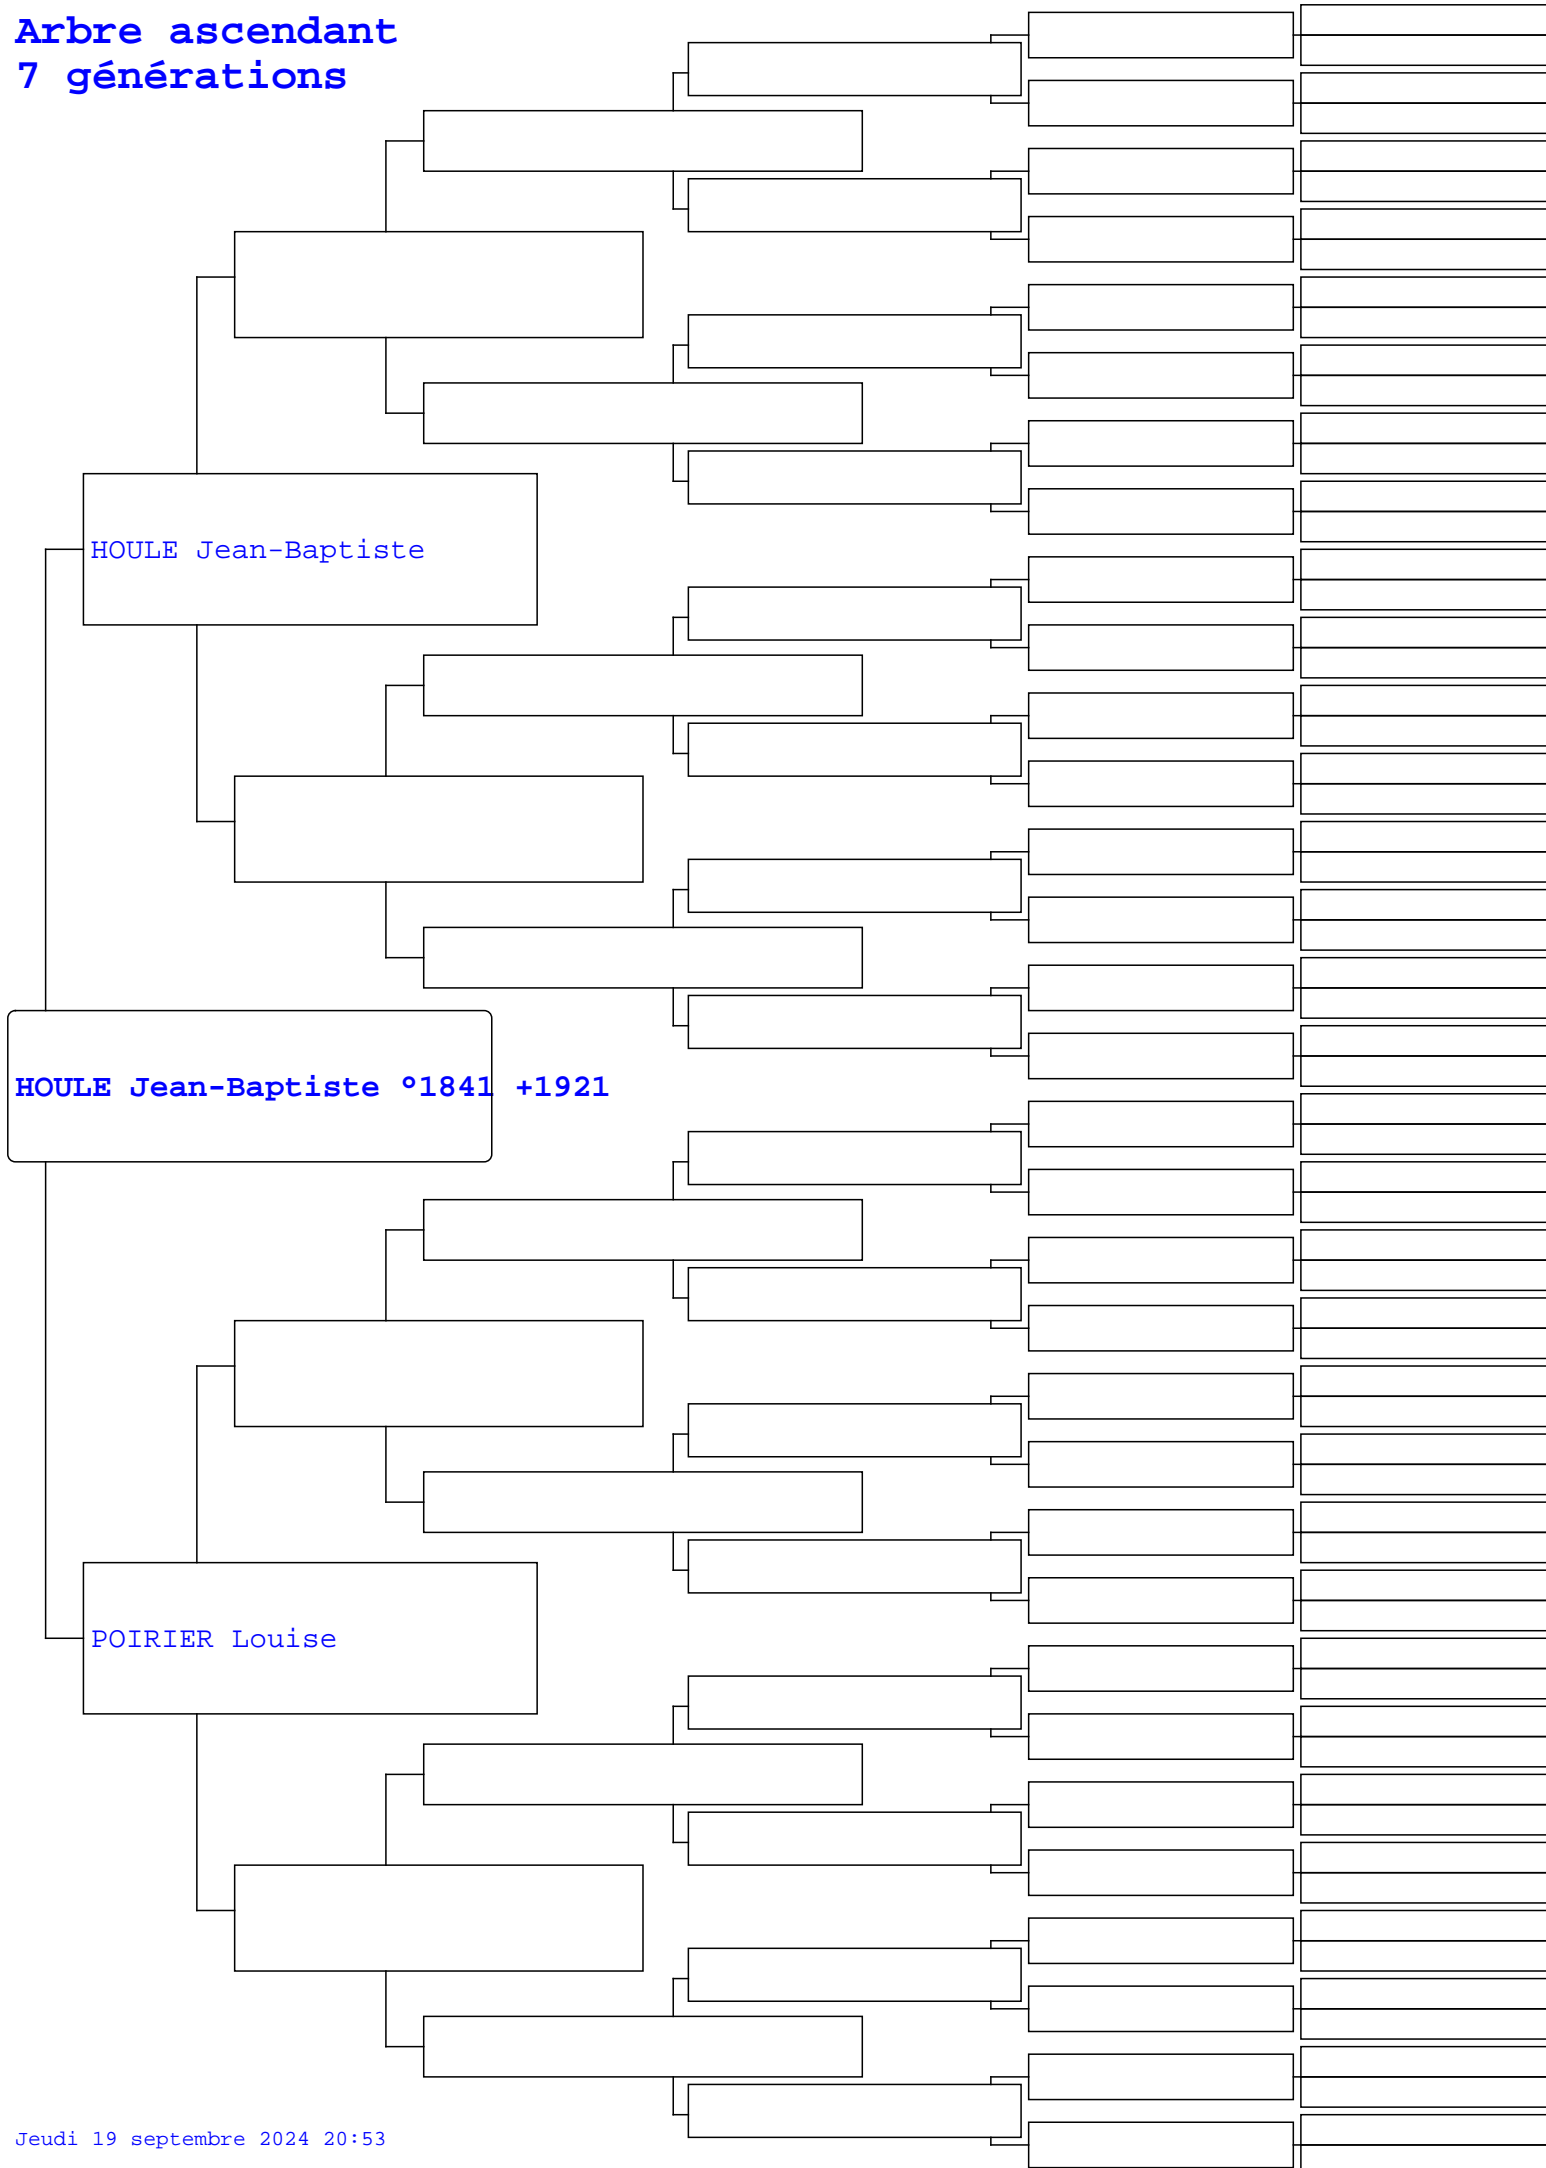 Arbre ascendant
7 générations
HOULE Jean-Baptiste
HOULE Jean-Baptiste °1841 +1921
POIRIER Louise
Jeudi 19 septembre 2024 20:53